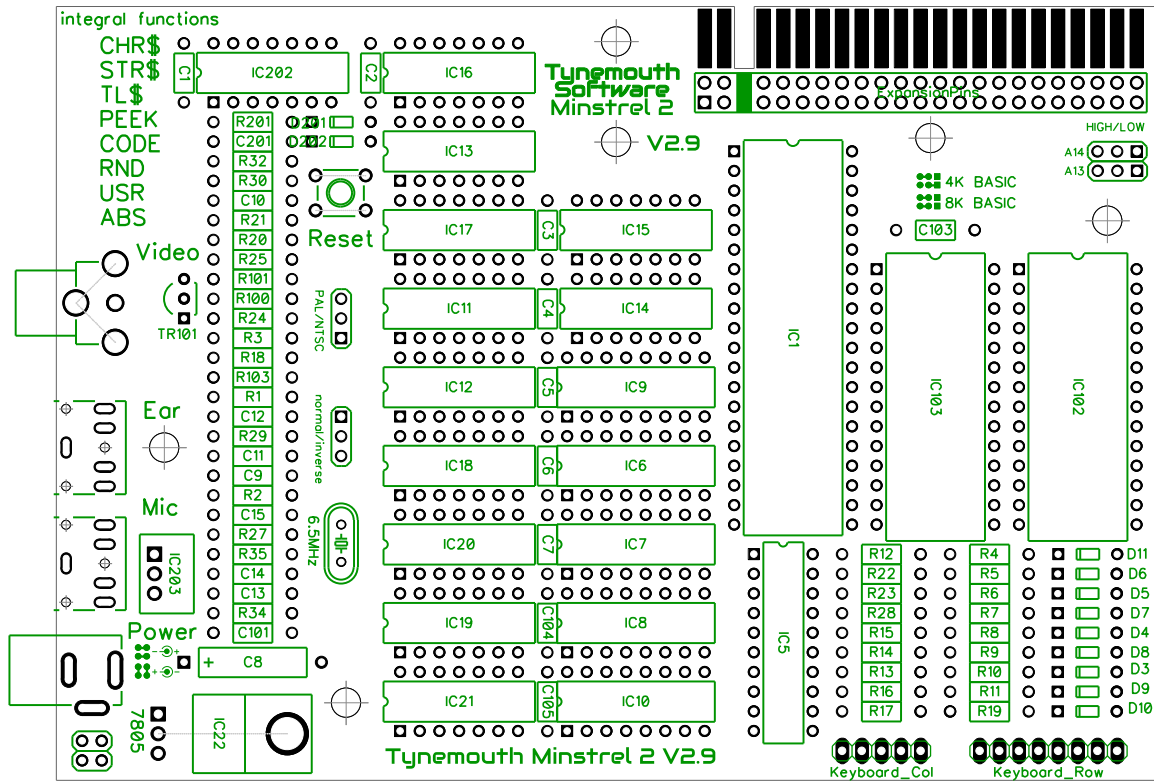 integral functions
CHR$
STR$
TL$
PEEK
CODE
RND
USR
ABS
C1
IC202
C2
IC16
Tynemouth
Software
Minstrel 2
V2.9
ExpansionPins
HIGH/LOW
A14
A13
4K BASIC
8K BASIC
R201
C201
R32
R30
C10
R21
R20
R25
R101
R100
R24
R3
R18
R103
R1
C12
R29
C11
C9
R2
C15
R27
R35
C14
C13
R34
C101
D201
D202
Reset
Video
TR101
PAL/NTSC
normal/inverse
6.5MHz
Ear
Mic
IC203
Power
+
C8
7805
IC22
IC13
IC17
C3
IC15
IC11
C4
IC14
IC12
C5
IC9
IC18
C6
IC6
IC20
C7
IC7
IC19
C104
IC8
IC21
C105
IC10
IC1
C103
IC103
IC102
IC5
R12
R22
R23
R28
R15
R14
R13
R16
R17
R4
R5
R6
R7
R8
R9
R10
R11
R19
D11
D6
D5
D7
D4
D8
D3
D9
D10
Tynemouth Minstrel 2 V2.9
Keyboard_Col
Keyboard_Row